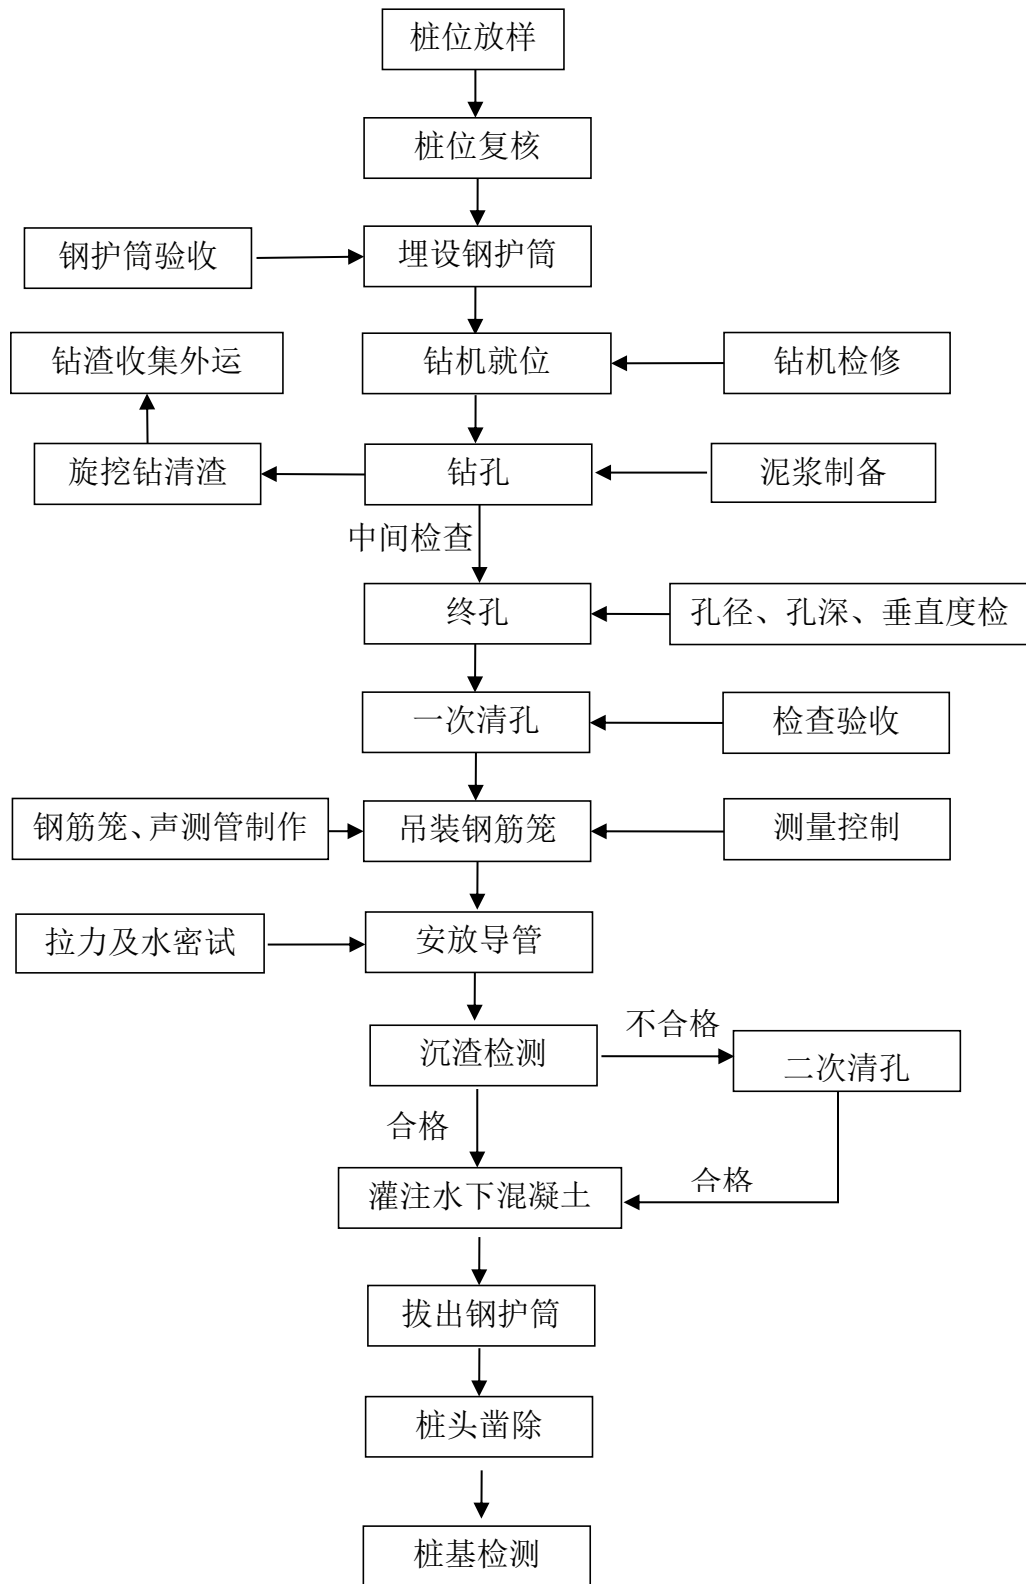 桩位放样
桩位复核
钢护筒验收
埋设钢护筒
钻渣收集外运
钻机就位
钻机检修
旋挖钻清渣
钻孔
泥浆制备
中间检查
终孔
孔径、孔深、垂直度检
一次清孔
检查验收
钢筋笼、声测管制作
吊装钢筋笼
测量控制
拉力及水密试
安放导管
沉渣检测
不合格
二次清孔
合格
灌注水下混凝土
合格
拔出钢护筒
桩头凿除
桩基检测